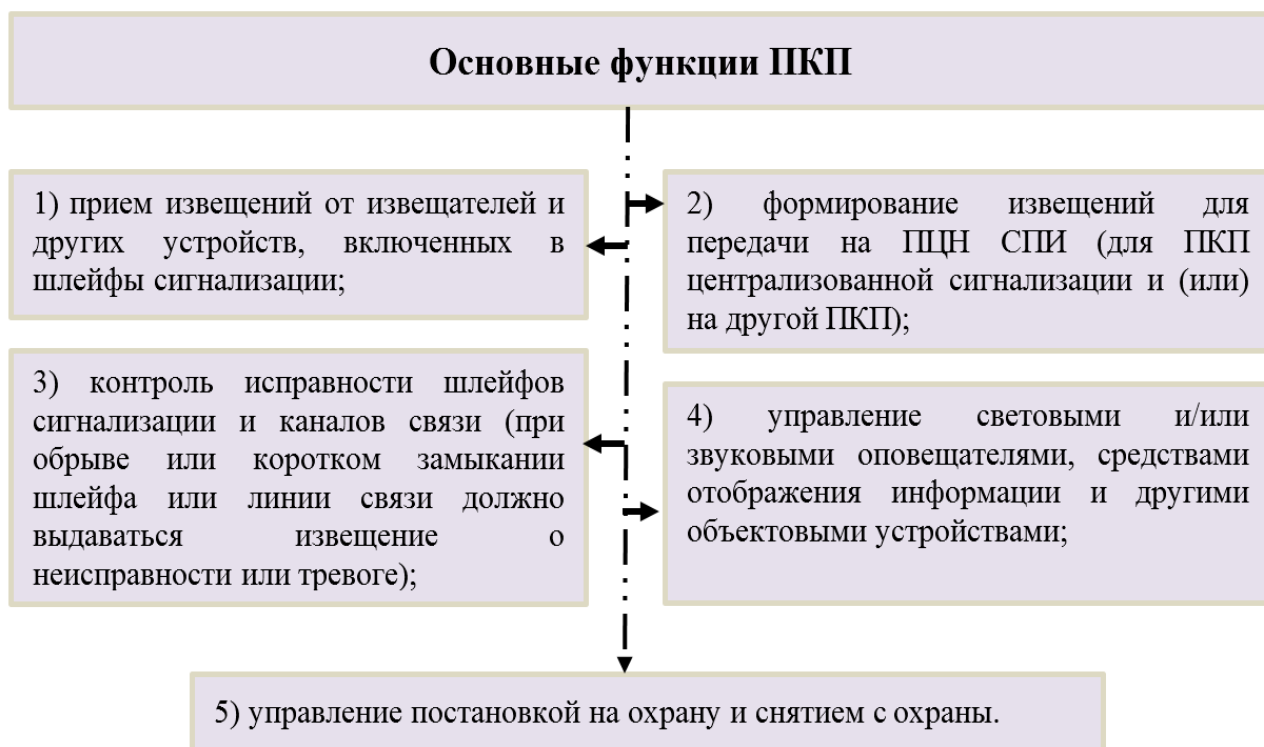 Основные функции ПКП
1) прием извещений от извещателей и
других устройств, включенных в
шлейфы сигнализации;
2) формирование извещений для
передачи на ПЦН СПИ (для ПКП
централизованной сигнализации и (или)
на другой ПКП);
3) контроль исправности шлейфов
сигнализации и каналов связи (при
обрыве или коротком замыкании
шлейфа или линии связи должно
выдаваться извещение о
неисправности или тревоге);
4) управление световыми и/или
звуковыми оповещателями, средствами
отображения информации и другими
объектовыми устройствами;
5) управление постановкой на охрану и снятием с охраны.